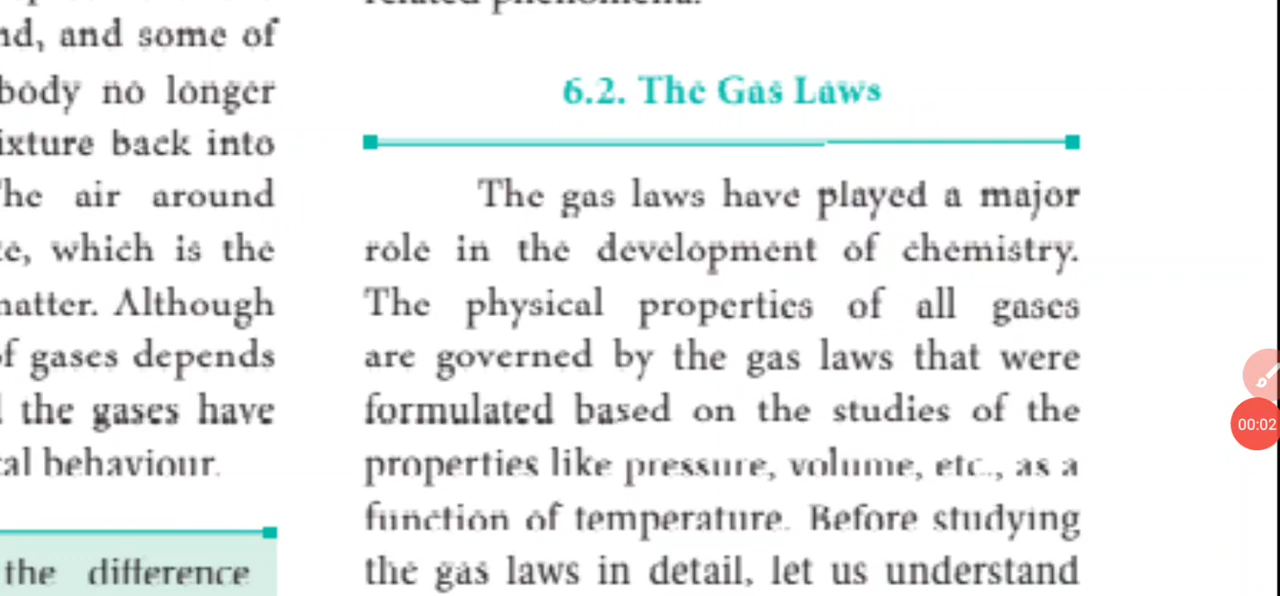 nd, and some of
body no longer
ixture back into
he air around
e, which is the
natter. Although
of gases depends
the gases have
al behaviour.
the difference
related phenomena.
6.2. The Gas Laws
The gas laws have played a major
role in the development of chemistry.
The physical properties of all gases
are governed by the gas laws that were
formulated based on the studies of the
properties like pressure, volume, etc., as a
function of temperature. Before studying
the gas laws in detail, let us understand
00:02